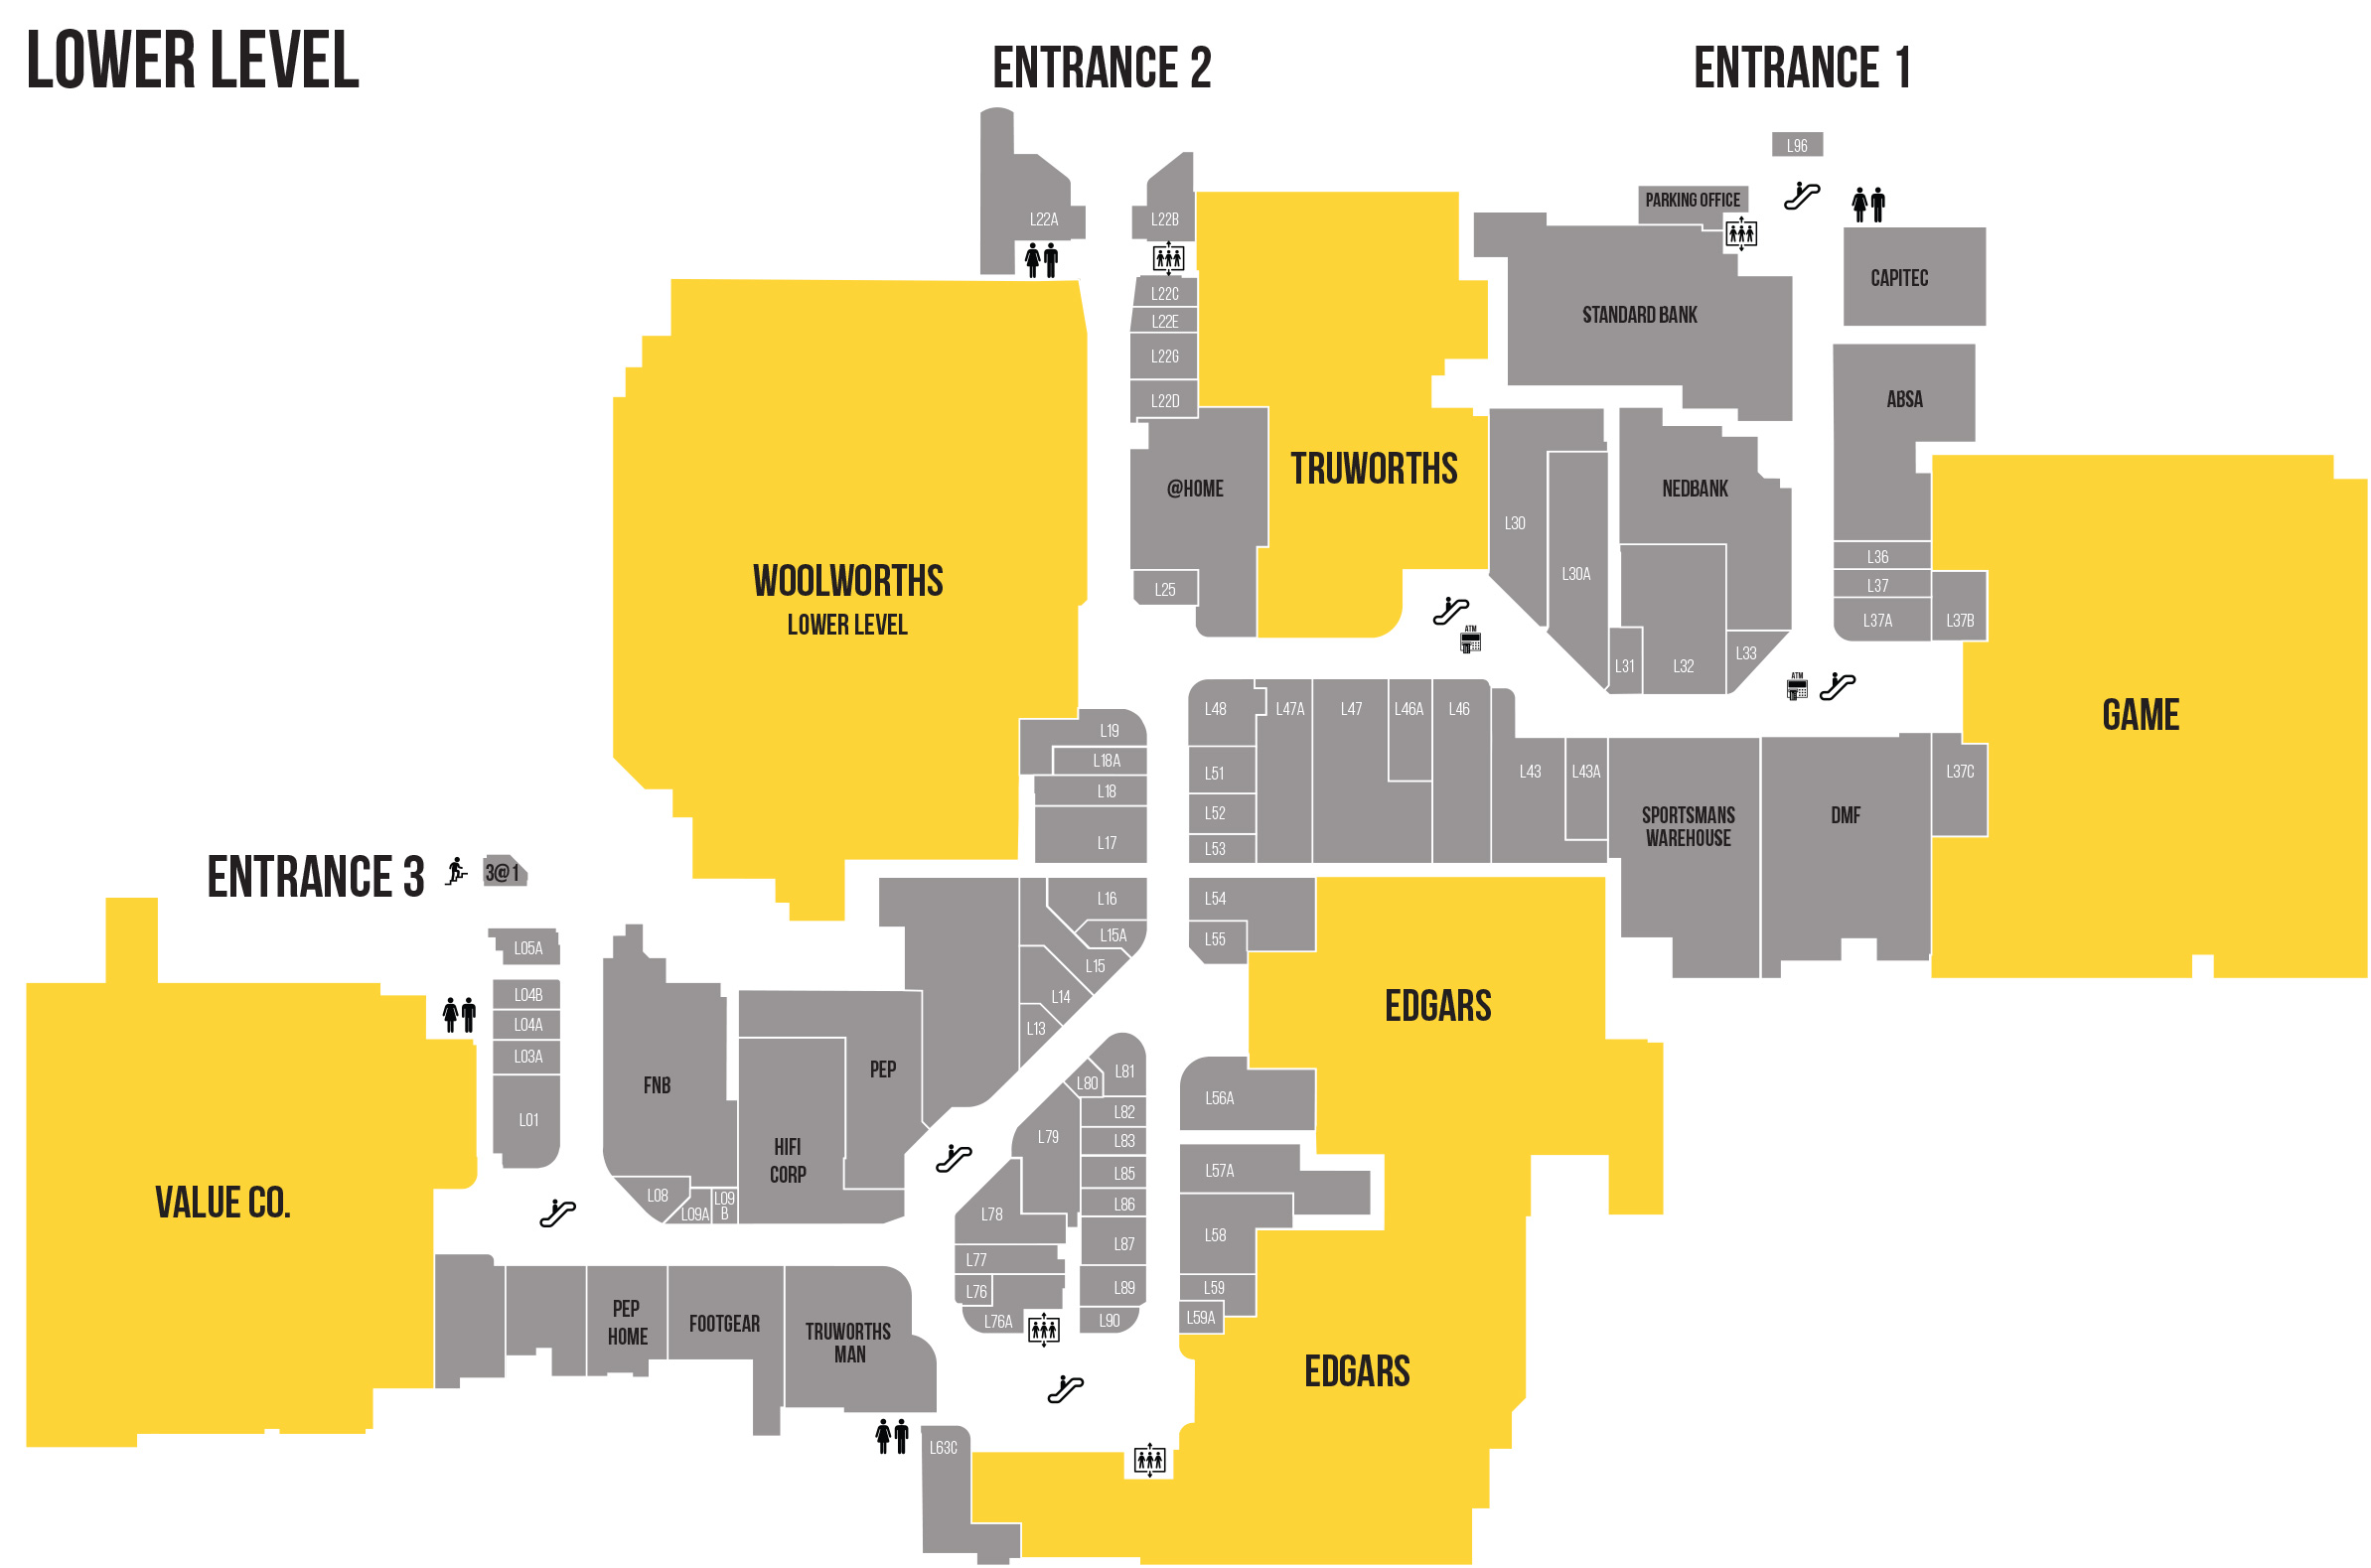 LOWER LEVEL
ENTRANCE 2
ENTRANCE 1
L96
PARKING OFFICE
L22A
L22B
CAPITEC
L22C
STANDARD BANK
L22E
L22G
L22D
ABSA
TRUWORTHS
@HOME
NEDBANK
L30
L30A
L36
L37
WOOLWORTHS
LOWER LEVEL
L25
L37A
L37B
ATM
L31
L32
L33
ATM
L48
L47A
L47
L46A
L46
GAME
L19
L18A
L18
L17
L51
L52
L53
L43
L43A
L37C
SPORTSMANS
WAREHOUSE
DMF
ENTRANCE 3
3@1
L16
L15A
L15
L14
L13
L54
L55
L05A
L04B
L04A
L03A
L01
EDGARS
FNB
PEP
HIFI
CORP
L81
L80
L82
L83
L79
L85
L86
L87
L89
L90
L56A
L57A
L58
L59
L59A
VALUE CO.
L08
L09A
L09
B
L78
L77
L76
L76A
PEP
HOME
FOOTGEAR
TRUWORTHS
MAN
EDGARS
L63C